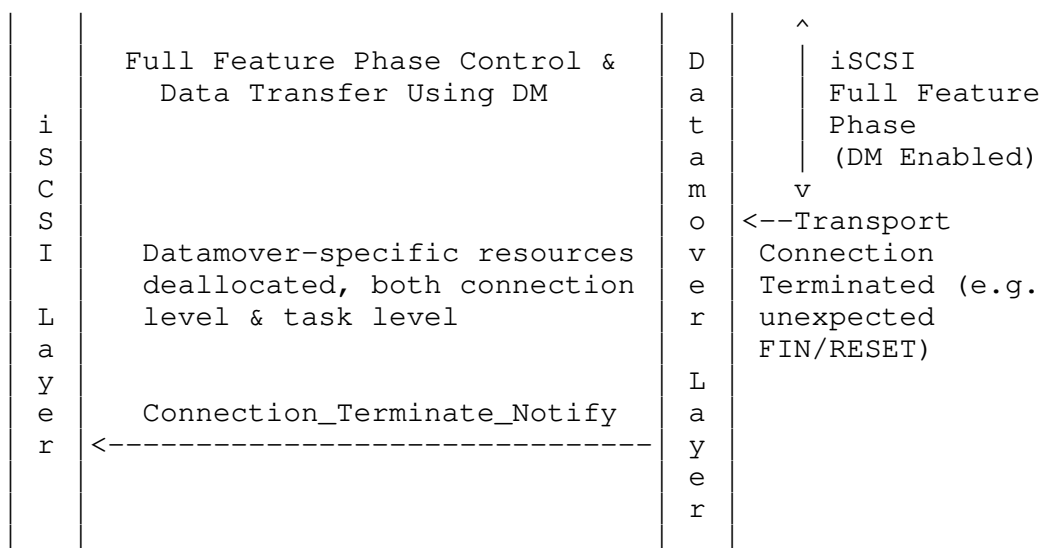 |     |                                    |     |     ^
|     |  Full Feature Phase Control &      |  D  |     | iSCSI
|     |    Data Transfer Using DM          |  a  |     | Full Feature
|  i  |                                    |  t  |     | Phase
|  S  |                                    |  a  |     | (DM Enabled)
|  C  |                                    |  m  |     v
|  S  |                                    |  o  |<--Transport
|  I  |   Datamover-specific resources     |  v  | Connection
|     |   deallocated, both connection     |  e  | Terminated (e.g.
|  L  |   level & task level               |  r  | unexpected
|  a  |                                    |     | FIN/RESET)
|  y  |                                    |  L  |
|  e  |   Connection_Terminate_Notify      |  a  |
|  r  |<-------------------------------|  y  |
|     |                                    |  e  |
|     |                                    |  r  |
|     |                                    |     |